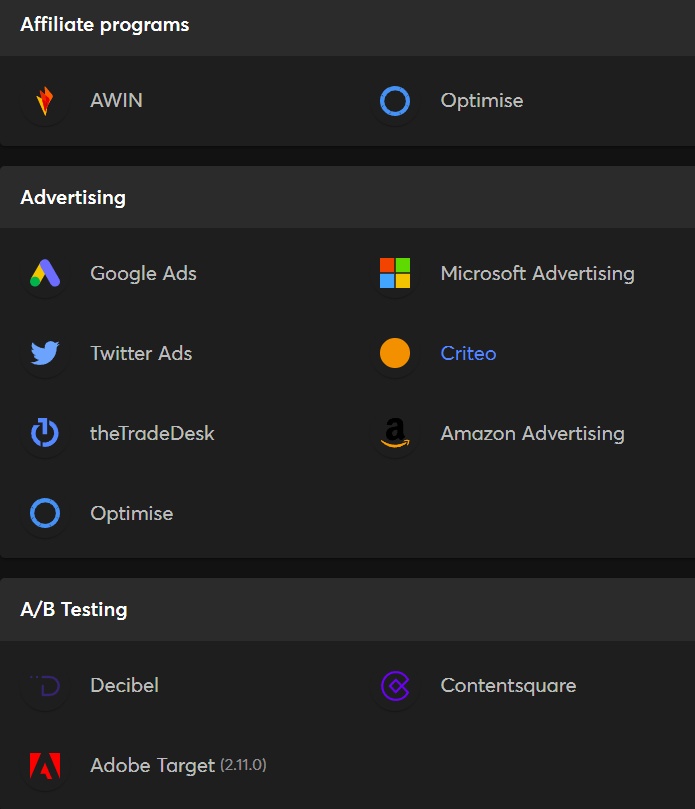 Affiliate programs
AWIN Optimise
Advertising
Google Ads Microsoft Advertising
Twitter Ads Criteo
theTradeDesk Amazon Advertising
Optimise
A/B Testing
Decibel Contentsquare
Adobe Target (2.11.0)